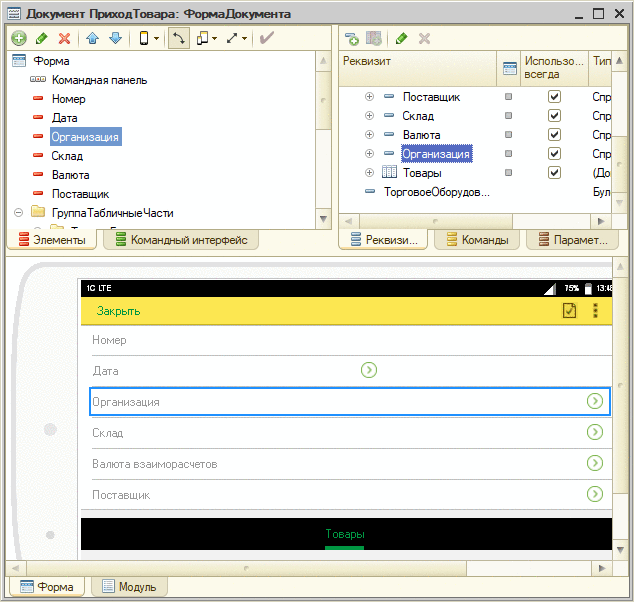 Документ ПриходТовара: ФормаДокумента
Форма
Командная панель
Номер
Дата
Организация
Склад
Валюта
Поставщик
ГруппаТабличныеЧасти
Элементы
Командный интерфейс
Реквизит
Использо...
всегда
Тип
Поставщик
Спр
Склад
Спр
Валюта
Спр
Организация
Спр
Товары
(До
ТорговоеОборудов...
Бул
Реквизи...
Команды
Парамет...
1C LTE
75%
13:48
Закрыть
Номер
Дата
Организация
Склад
Валюта взаиморасчетов
Поставщик
Товары
Форма
Модуль